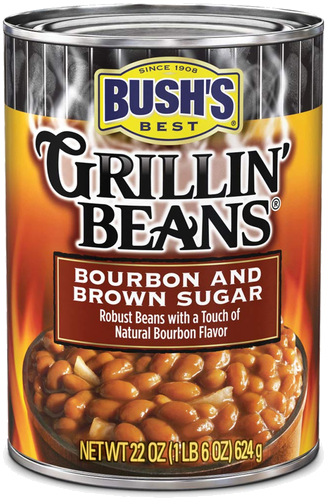 SINCE 1908
BUSH'S
BEST®
GRILLIN'
BEANS®
BOURBON AND
BROWN SUGAR
Robust Beans with a Touch of
Natural Bourbon Flavor
NET WT 22 OZ (1 LB 6 OZ) 624g